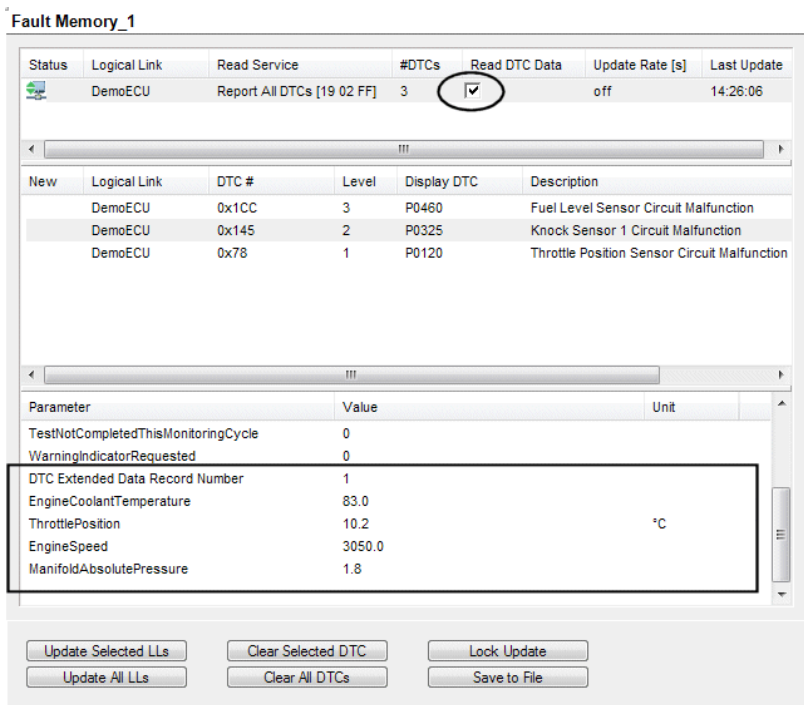 Fault Memory_1
Status Logical Link Read Service #DTCs Read DTC Data Update Rate [s] Last Update
DemoECU Report All DTCs [19 02 FF] 3 off 14:26:06
New Logical Link DTC # Level Display DTC Description
DemoECU 0x1CC 3 P0460 Fuel Level Sensor Circuit Malfunction
DemoECU 0x145 2 P0325 Knock Sensor 1 Circuit Malfunction
DemoECU 0x78 1 P0120 Throttle Position Sensor Circuit Malfunction
Parameter Value Unit
TestNotCompletedThisMonitoringCycle 0
WarningIndicatorRequested 0
DTC Extended Data Record Number 1
EngineCoolantTemperature 83.0
ThrottlePosition 10.2 °C
EngineSpeed 3050.0
ManifoldAbsolutePressure 1.8
Update Selected LLs Clear Selected DTC Lock Update
Update All LLs Clear All DTCs Save to File